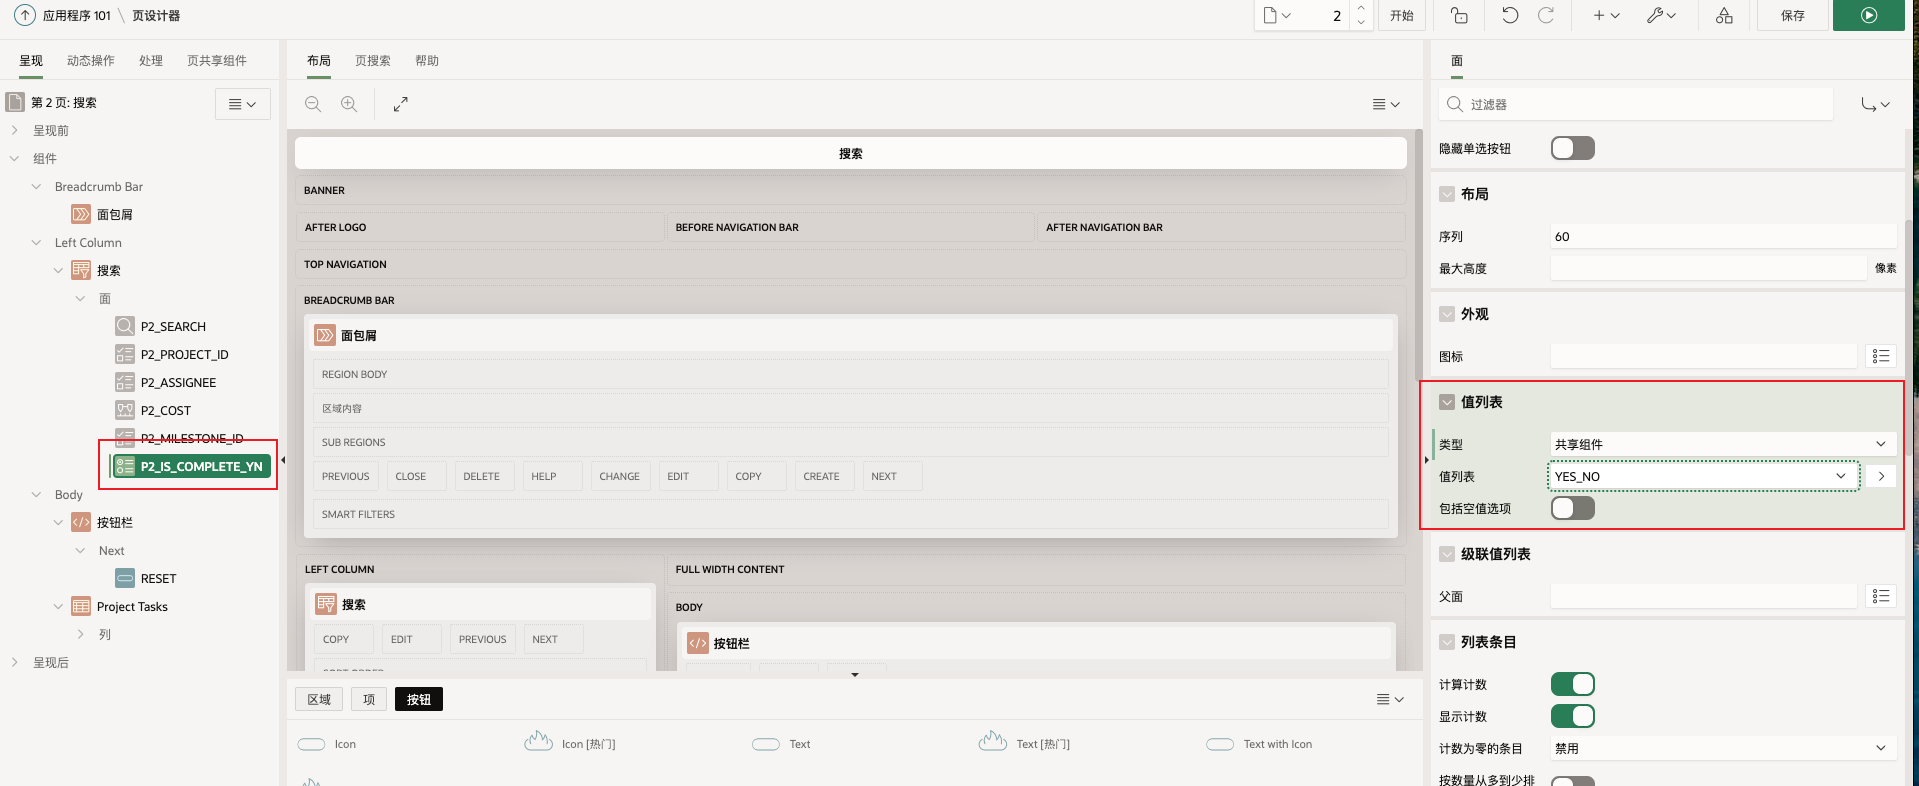 应用程序 101 \ 页设计器
2
开始
保存
呈现 动态操作 处理 页共享组件
第 2 页: 搜索
呈现前
组件
Breadcrumb Bar
面包屑
Left Column
搜索
面
P2_SEARCH
P2_PROJECT_ID
P2_ASSIGNEE
P2_COST
P2_MILESTONE_ID
P2_IS_COMPLETE_YN
Body
按钮栏
Next
RESET
Project Tasks
列
呈现后
布局 页搜索 帮助
搜索
BANNER
AFTER LOGO BEFORE NAVIGATION BAR AFTER NAVIGATION BAR
TOP NAVIGATION
BREADCRUMB BAR
面包屑
REGION BODY
区域内容
SUB REGIONS
PREVIOUS CLOSE DELETE HELP CHANGE EDIT COPY CREATE NEXT
SMART FILTERS
LEFT COLUMN
搜索
COPY EDIT PREVIOUS NEXT
SORT ORDER
FULL WIDTH CONTENT
BODY
按钮栏
区域 项 按钮
Icon Icon [热门] Text Text [热门] Text with Icon
面
过滤器
隐藏单选按钮
布局
序列 60
最大高度 像素
外观
图标
值列表
类型 共享组件
值列表 YES_NO
包括空值选项
级联值列表
父面
列表条目
计算计数
显示计数
计数为零的条目 禁用
按数量从多到少排